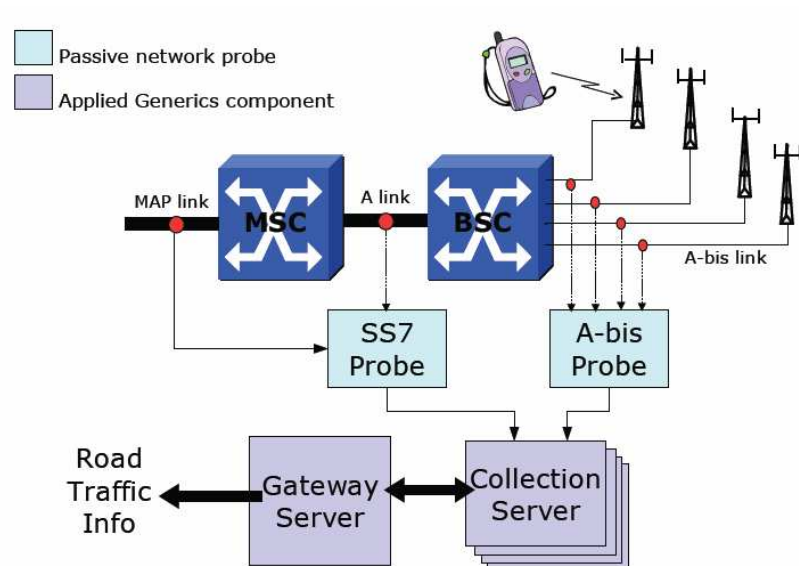 Passive network probe
Applied Generics component
MAP link
MSC
A link
BSC
A-bis link
SS7
Probe
A-bis
Probe
Road
Traffic
Info
Gateway
Server
Collection
Server